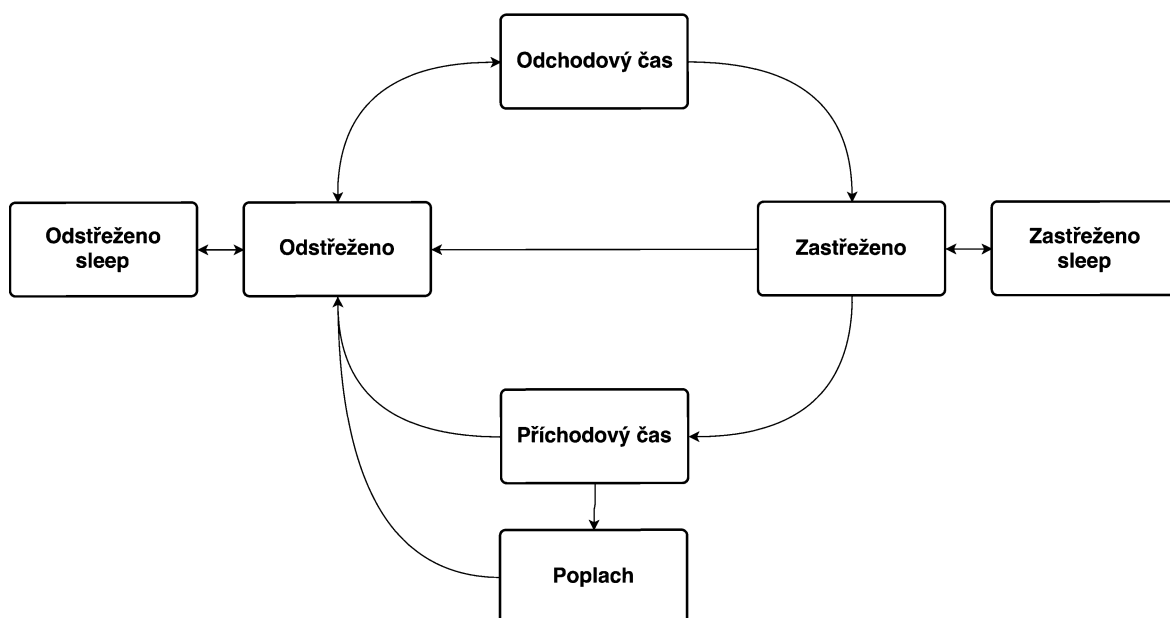 Odchodový čas
Odstřeženo
sleep
Odstřeženo
Zastřeženo
Zastřeženo
sleep
Příchodový čas
Poplach